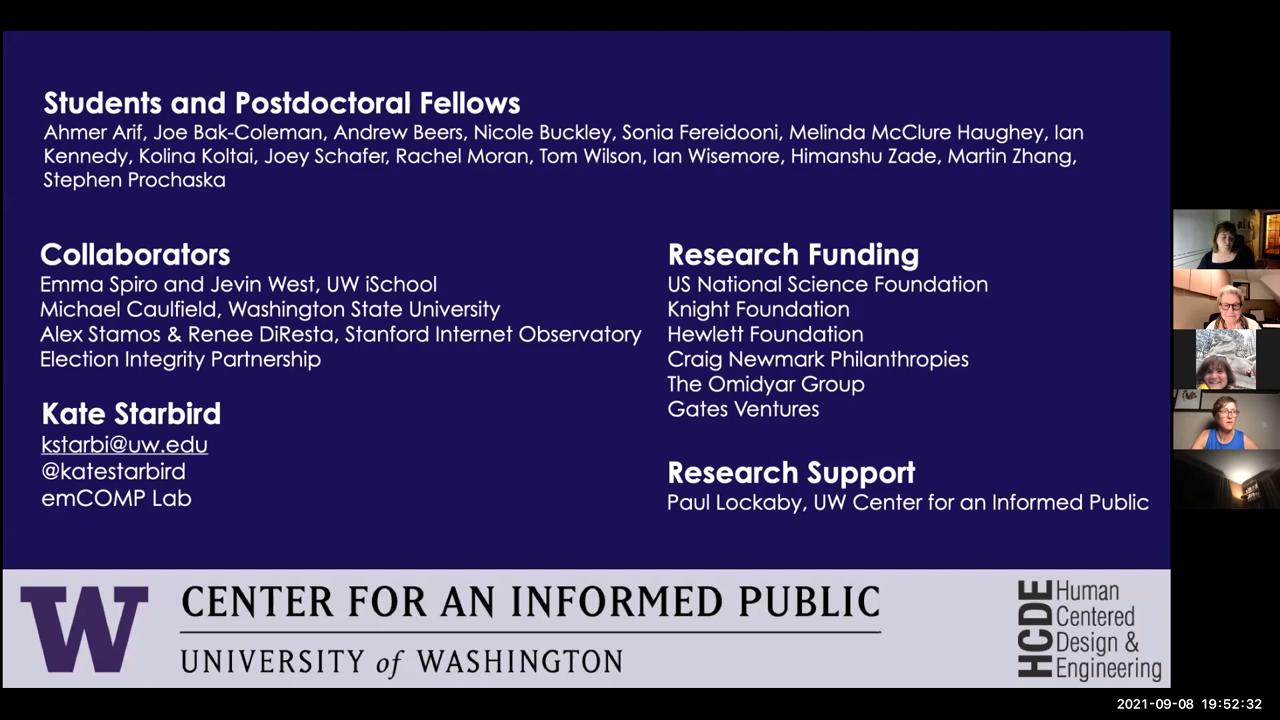 Students and Postdoctoral Fellows
Ahmer Arif, Joe Bak-Coleman, Andrew Beers, Nicole Buckley, Sonia Fereidooni, Melinda McClure Haughey, Ian
Kennedy, Kolina Koltai, Joey Schafer, Rachel Moran, Tom Wilson, Ian Wisemore, Himanshu Zade, Martin Zhang,
Stephen Prochaska
Collaborators
Emma Spiro and Jevin West, UW iSchool
Michael Caulfield, Washington State University
Alex Stamos & Renee DiResta, Stanford Internet Observatory
Election Integrity Partnership
Kate Starbird
kstarbi@uw.edu
@katestarbird
emCOMP Lab
Research Funding
US National Science Foundation
Knight Foundation
Hewlett Foundation
Craig Newmark Philanthropies
The Omidyar Group
Gates Ventures
Research Support
Paul Lockaby, UW Center for an Informed Public
W
CENTER FOR AN INFORMED PUBLIC
UNIVERSITY of WASHINGTON
HCDE
Human
Centered
Design &
Engineering
2021-09-08 19:52:32